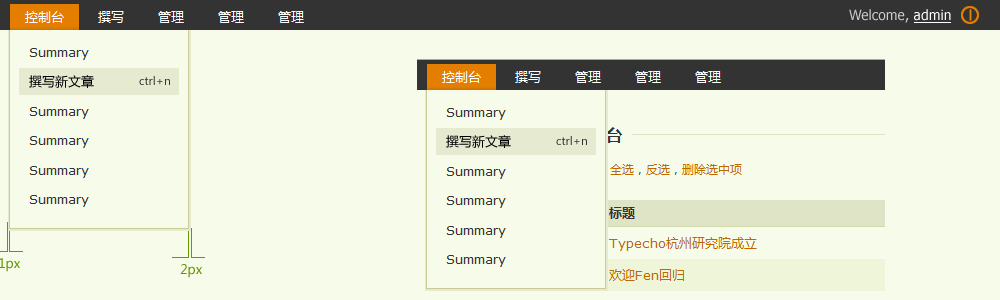 控制台 撰写 管理 管理 管理 Welcome, admin
Summary
撰写新文章 ctrl+n
Summary
Summary
Summary
Summary
1px
2px
控制台 撰写 管理 管理 管理
Summary
撰写新文章 ctrl+n
Summary
Summary
Summary
Summary
台
全选，反选，删除选中项
标题
Typecho杭州研究院成立
欢迎Fen回归